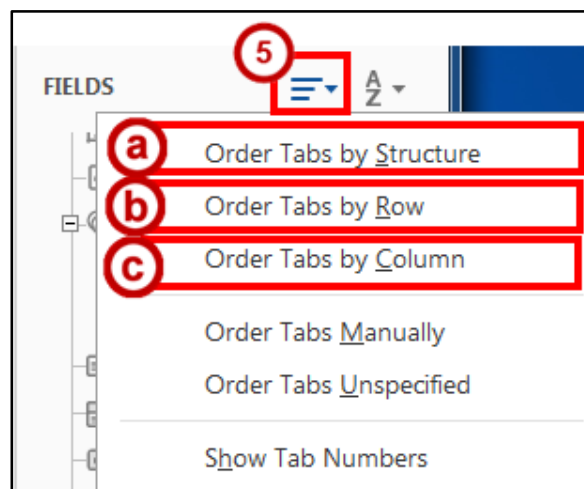 5
FIELDS
A Z
a Order Tabs by Structure
b Order Tabs by Row
c Order Tabs by Column
Order Tabs Manually
Order Tabs Unspecified
Show Tab Numbers